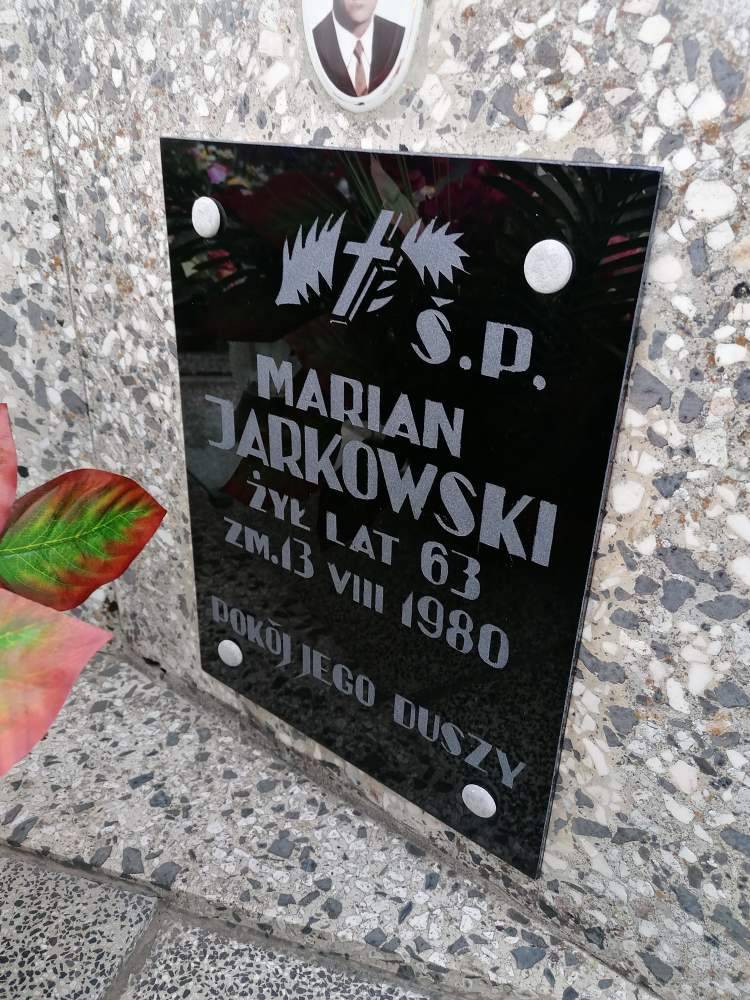 Ś.P.
MARIAN
JARKOWSKI
ŻYŁ LAT 63
ZM. 13 VIII 1980
POKÓJ JEGO DUSZY